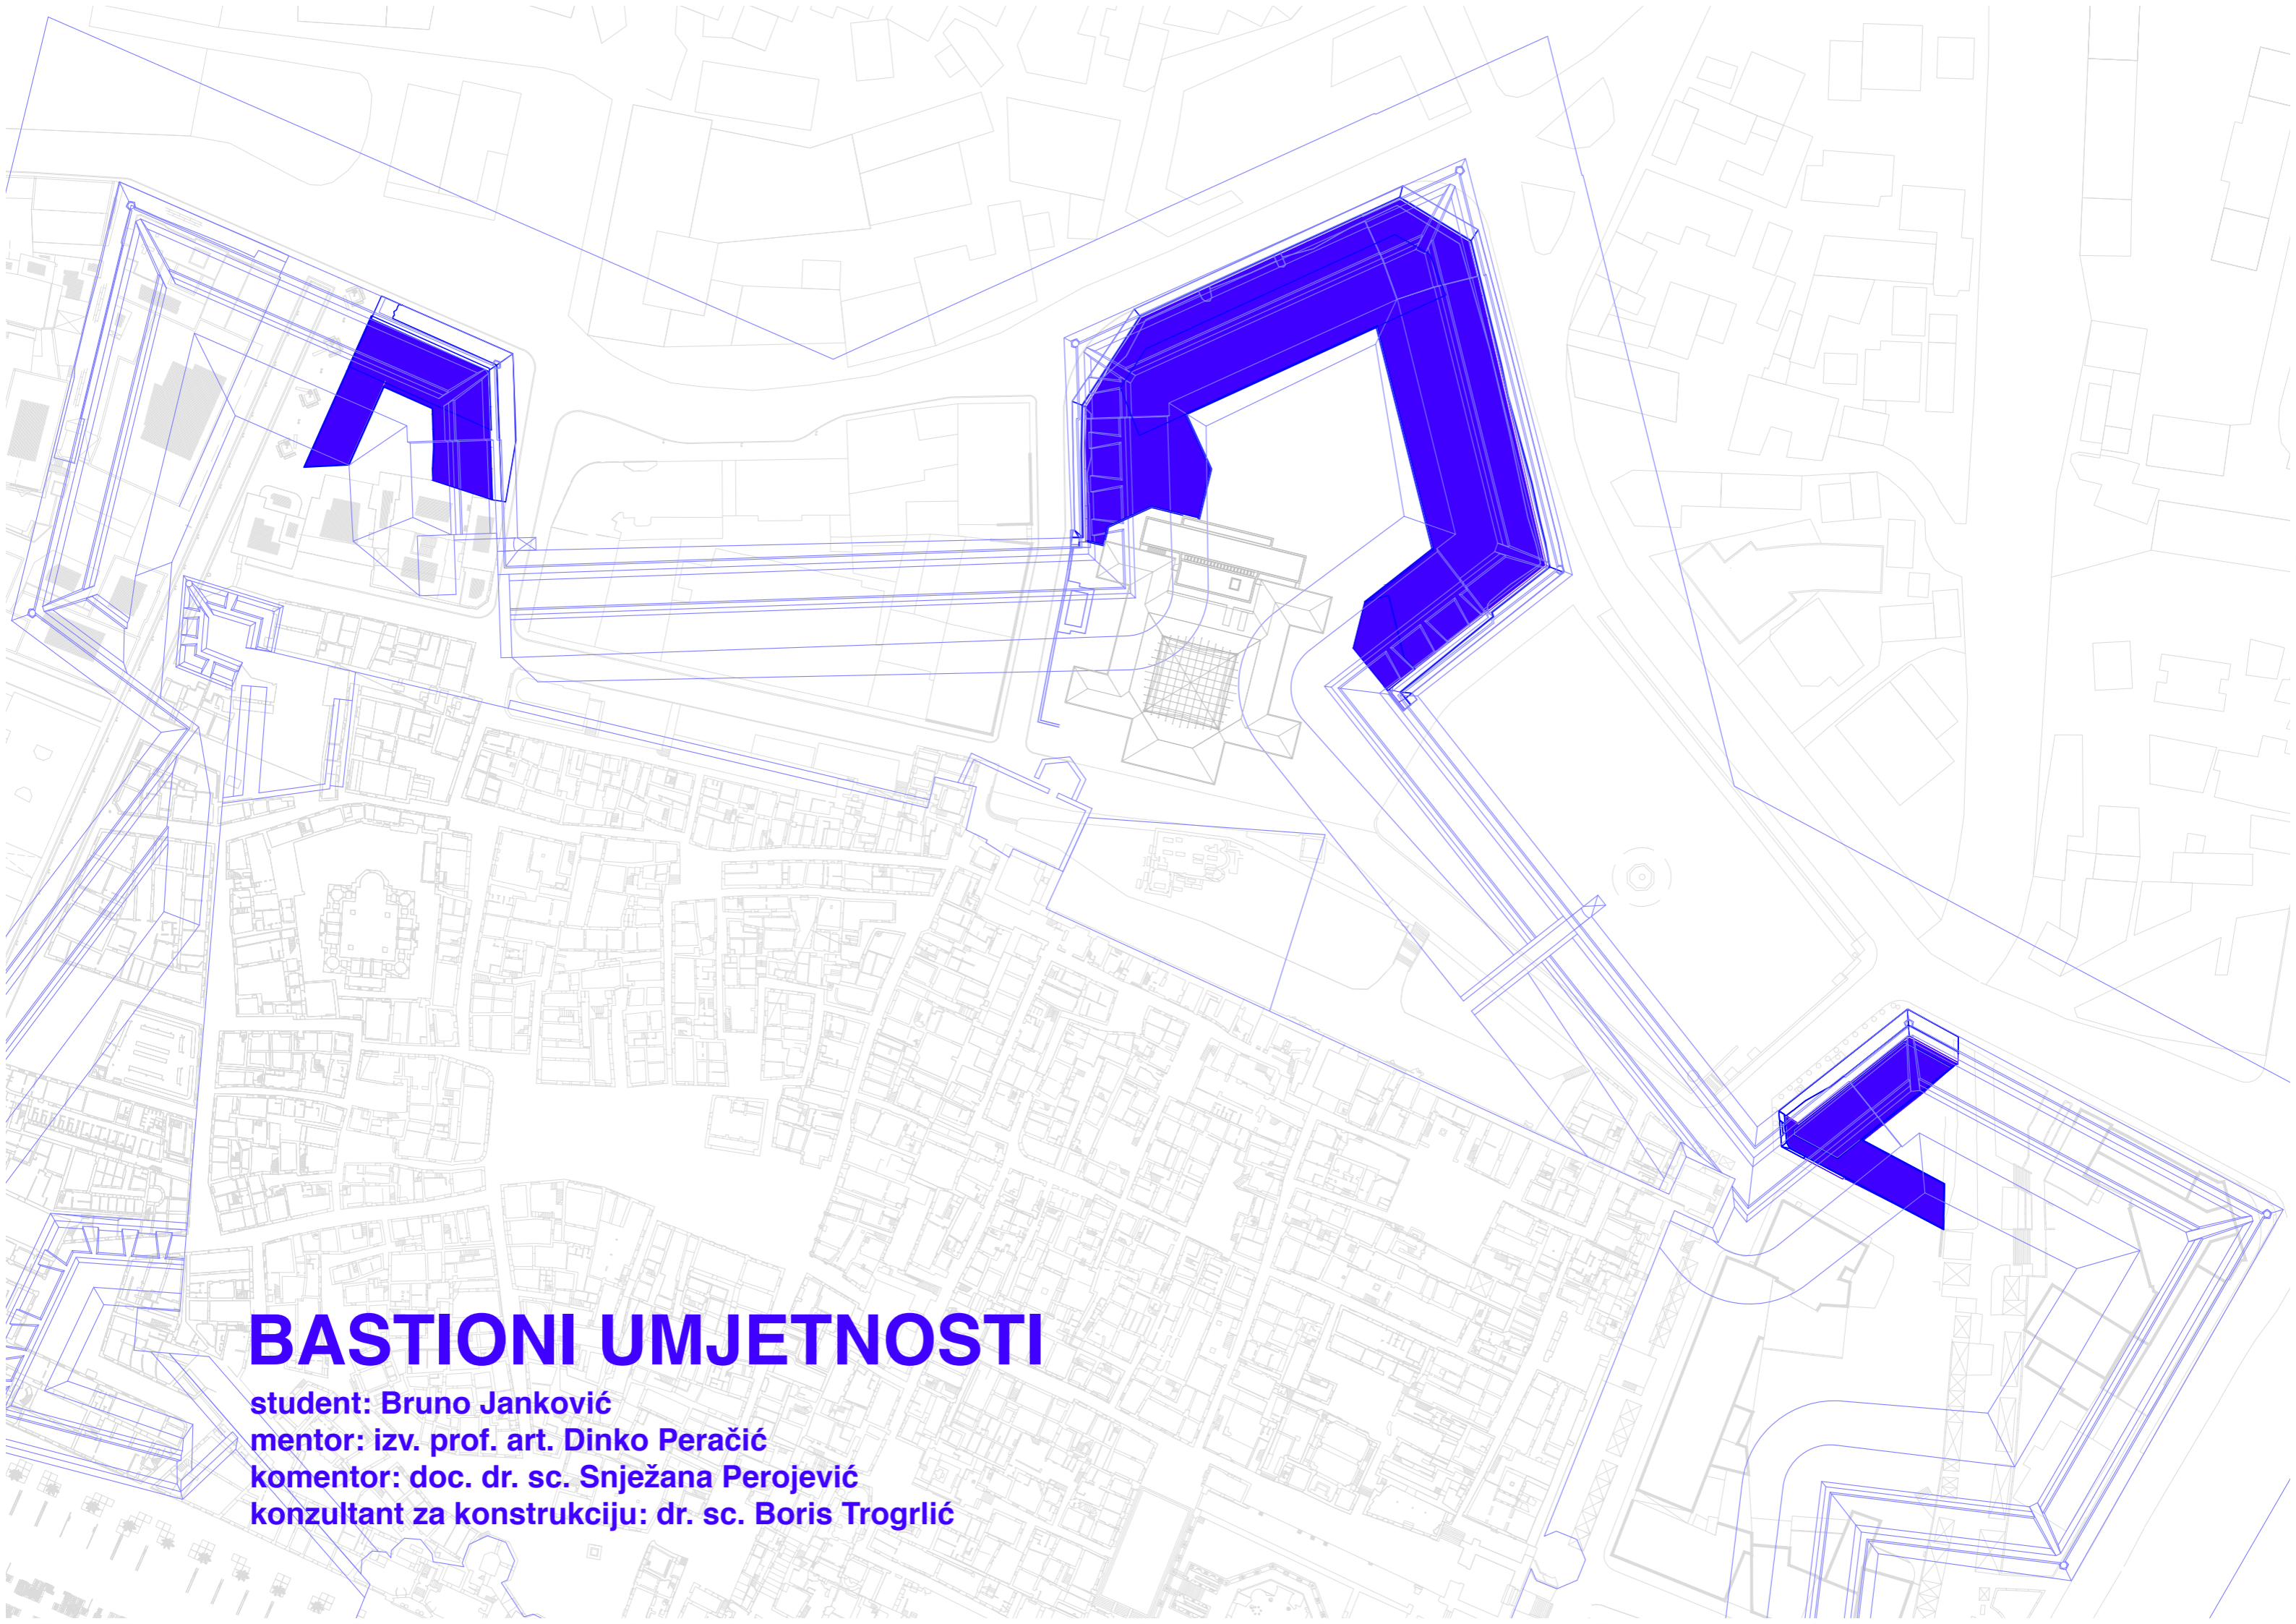 BASTIONI UMJETNOSTI
student: Bruno Janković
mentor: izv. prof. art. Dinko Peračić
komentor: doc. dr. sc. Snježana Perojević
konzultant za konstrukciju: dr. sc. Boris Trogrlić